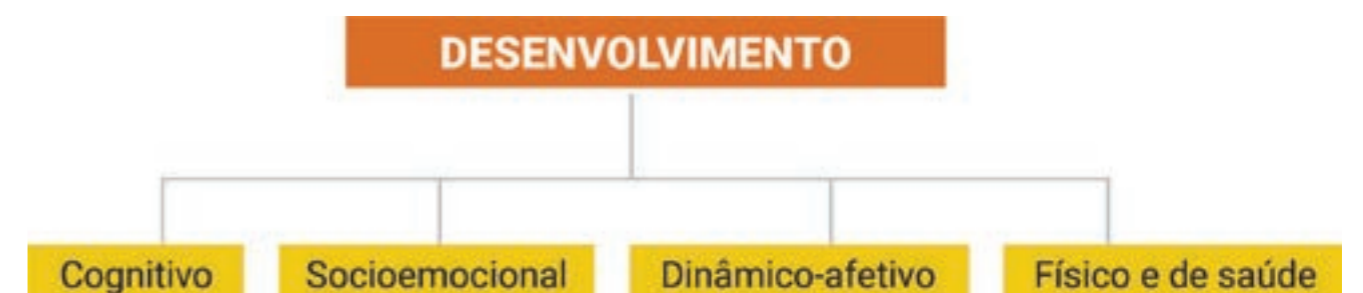 DESENVOLVIMENTO
Cognitivo
Socioemocional
Dinâmico-afetivo
Físico e de saúde